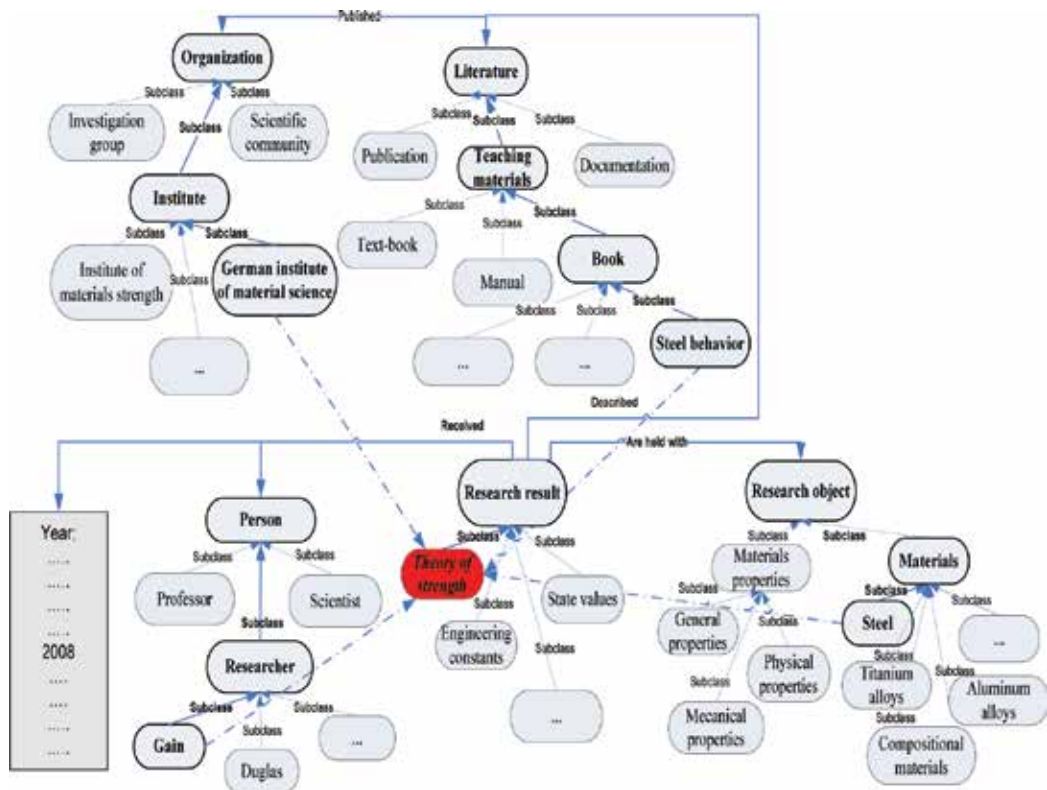 Published
Organization
Literature
Subclass
Subclass
Subclass
Subclass
Subclass
Subclass
Investigation
group
Scientific
community
Publication
Teaching
materials
Documentation
Institute
Subclass
Subclass
Subclass
Subclass
Subclass
Subclass
Text-book
Book
Institute of
materials strength
German institute
of material science
Manual
Subclass
Subclass
Subclass
Steel behavior
...
...
...
Described
Received
Are held with
Research result
Research object
Year:
.....
.....
.....
.....
2008
....
....
.....
.....
Person
Subclass
Subclass
Subclass
Professor
Scientist
Researcher
Subclass
Subclass
Subclass
Gain
Duglas
...
Subclass
Theory of
strength
Subclass
Subclass
Engineering
constants
State values
Subclass
...
Subclass
Subclass
Materials
properties
Materials
Subclass
General
properties
Subclass
Physical
properties
Subclass
Mecanical
properties
Subclass
Steel
Subclass
...
Subclass
Titanium
alloys
Subclass
Aluminum
alloys
Subclass
Compositional
materials